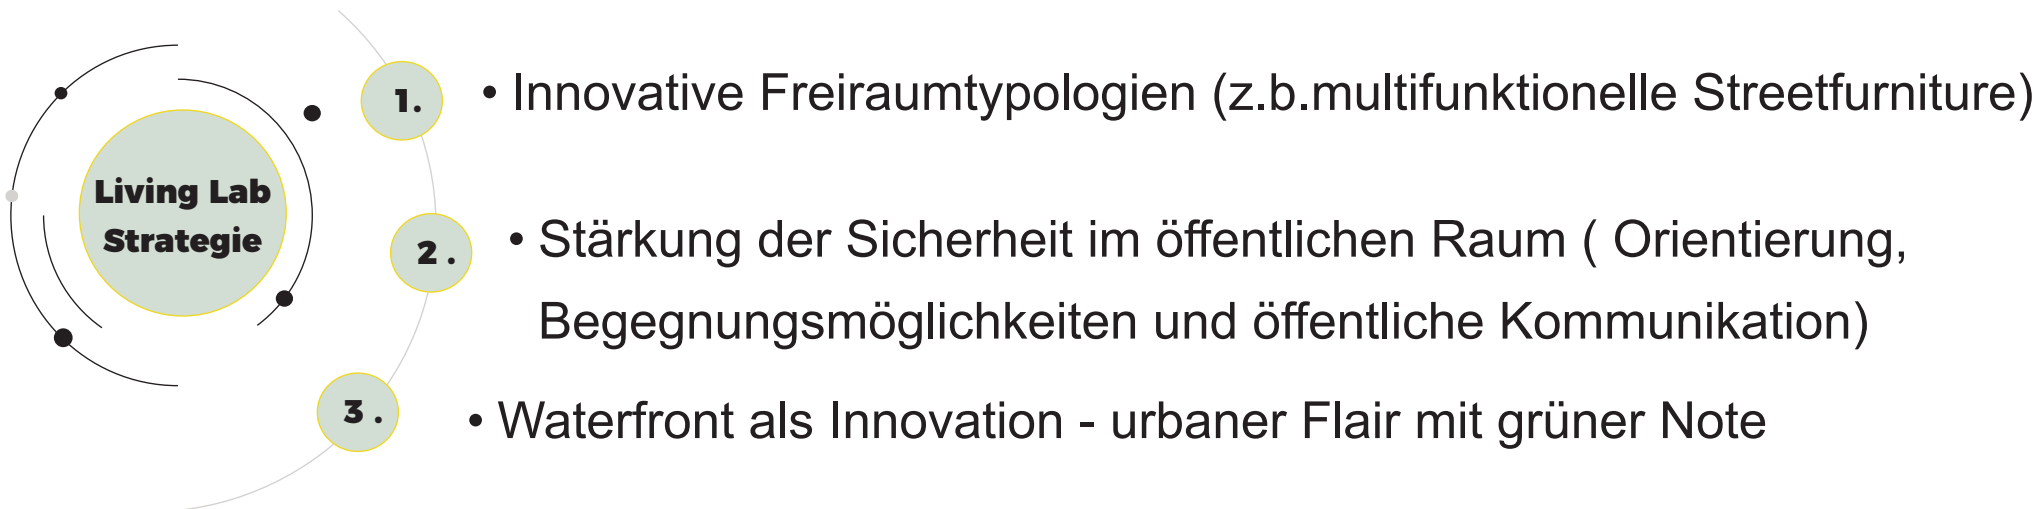 Living Lab
Strategie
1.
• Innovative Freiraumtypologien (z.b.multifunktionelle Streetfurniture)
2 .
• Stärkung der Sicherheit im öffentlichen Raum ( Orientierung,
Begegnungsmöglichkeiten und öffentliche Kommunikation)
3 .
• Waterfront als Innovation - urbaner Flair mit grüner Note